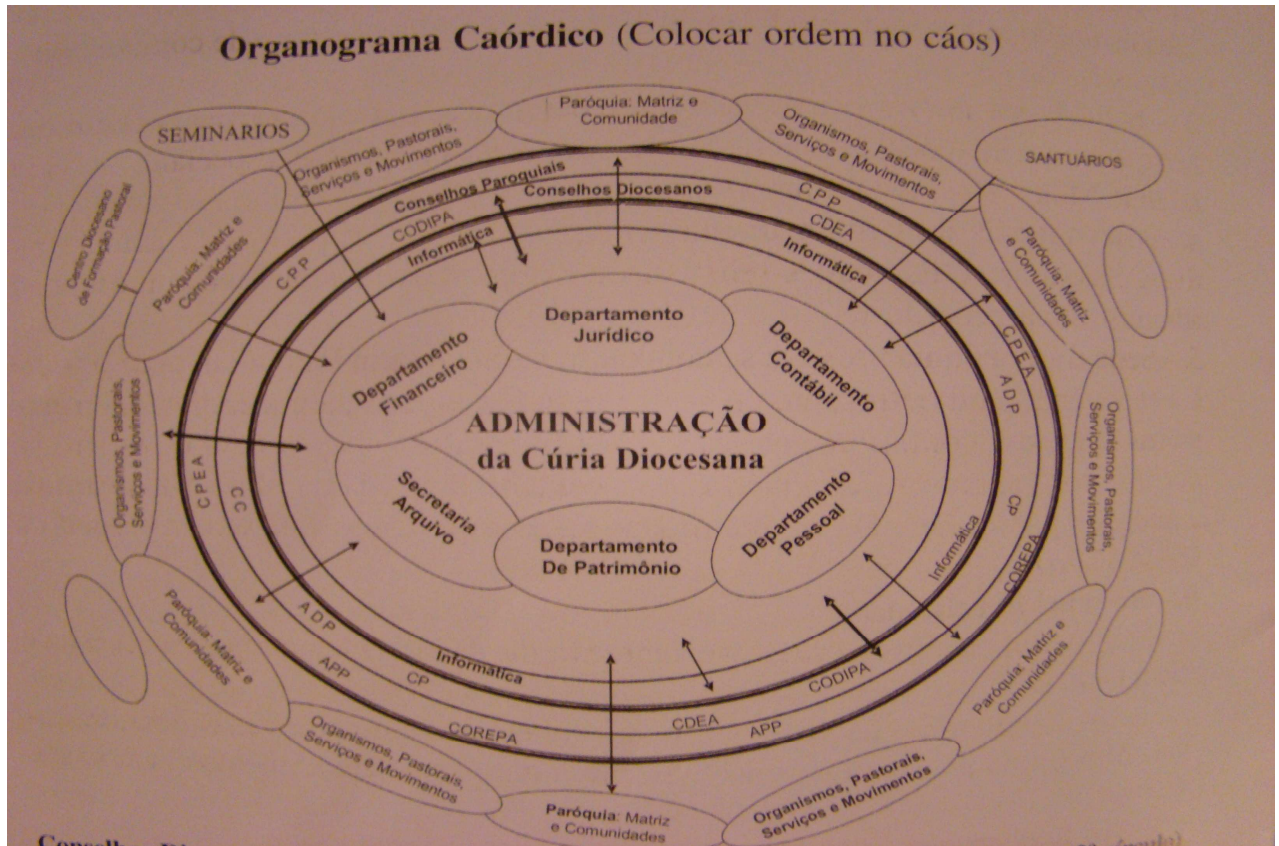 Organograma Caórdico (Colocar ordem no cáos)
SEMINÁRIOS
Organismos, Pastorais,
Serviços e Movimentos
Paróquia: Matriz e
Comunidade
Organismos, Pastorais,
Serviços e Movimentos
SANTUÁRIOS
Centro Diocesano
de Formação Pastoral
Paróquia: Matriz e
Comunidades
Paróquia: Matriz
e Comunidades
Conselhos Paroquiais
Conselhos Diocesanos
CPP
CPP
CODIPA
CDEA
Informática
Informática
Departamento
Jurídico
Departamento
Financeiro
Departamento
Contábil
CPEA
ADP
ADMINISTRAÇÃO
da Cúria Diocesana
Organismos, Pastorais,
Serviços e Movimentos
Organismos, Pastorais,
Serviços e Movimentos
CPEA
CC
Secretaria
Arquivo
Departamento
De Patrimônio
Departamento
Pessoal
Cp
Informática
COREPA
Paróquia: Matriz e
Comunidades
Paróquia: Matriz e
Comunidades
ADP
Informática
APP
CP
CODIPA
COREPA
CDEA
APP
Organismos, Pastorais,
Serviços e Movimentos
Paróquia: Matriz
e Comunidades
Organismos, Pastorais,
Serviços e Movimentos